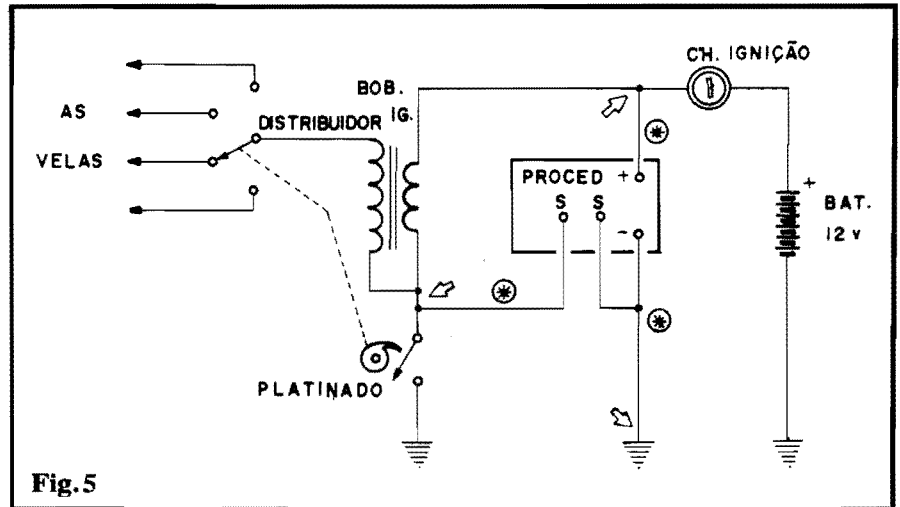 CH. IGNIÇÃO
BOB.
IG.
AS
DISTRIBUIDOR
VELAS
PROCED +
S S
-
+
BAT.
12 v
PLATINADO
Fig.5